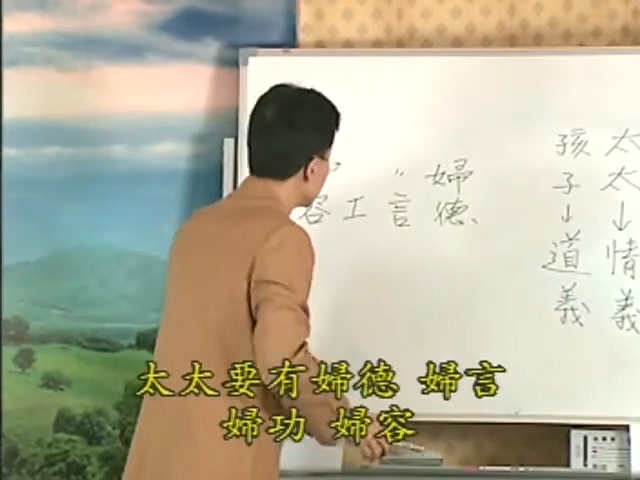 太太↓情義
孩子↓道義
婦德、
〃言
工
容
太太要有婦德 婦言
婦功 婦容